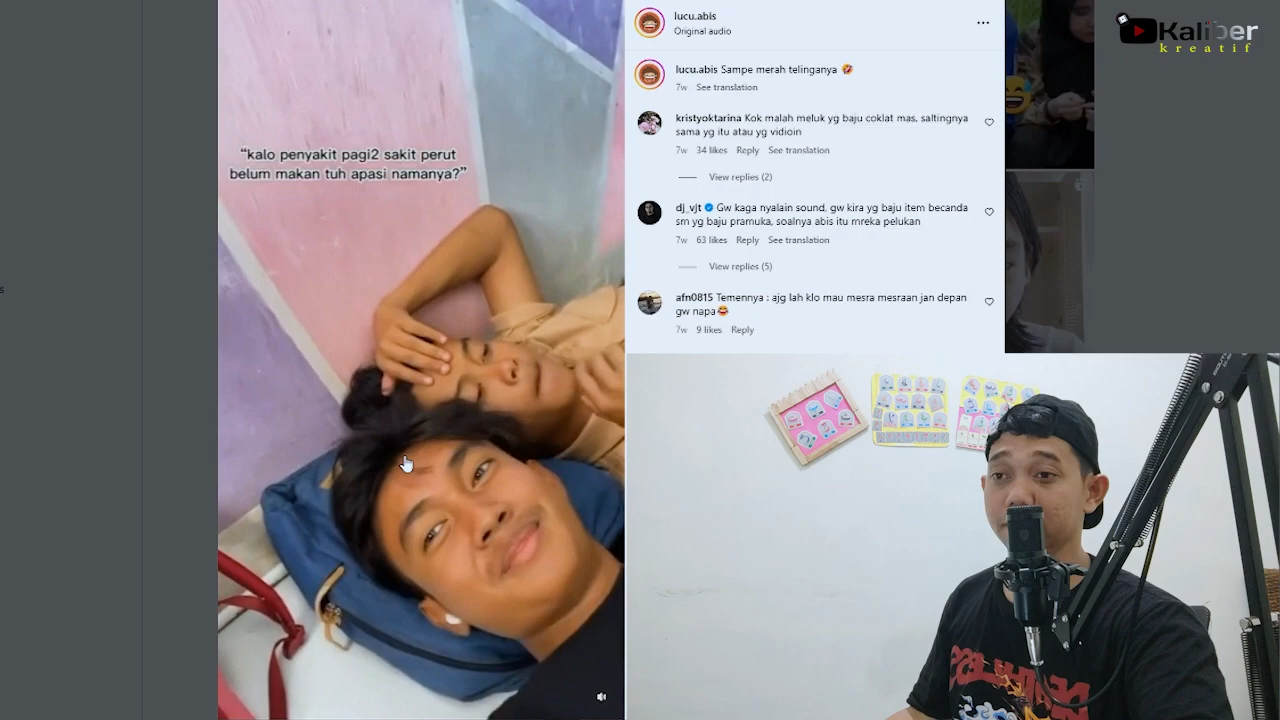 “kalo penyakit pagi2 sakit perut
belum makan tuh apasi namanya?”
lucu.abis
Original audio
lucu.abis Sampe merah telinganya 🤣
7w See translation
kristyoktarina Kok malah meluk yg baju coklat mas, saltingnya
sama yg itu atau yg vidioin
7w 34 likes Reply See translation
View replies (2)
dj_vjt Gw kaga nyalain sound, gw kira yg baju item becanda
sm yg baju pramuka, soalnya abis itu mreka pelukan
7w 63 likes Reply See translation
View replies (5)
afn0815 Temennya : ajg lah klo mau mesra mesraan jan depan
gw napa😂
7w 9 likes Reply
Kaliber
kreatif
s